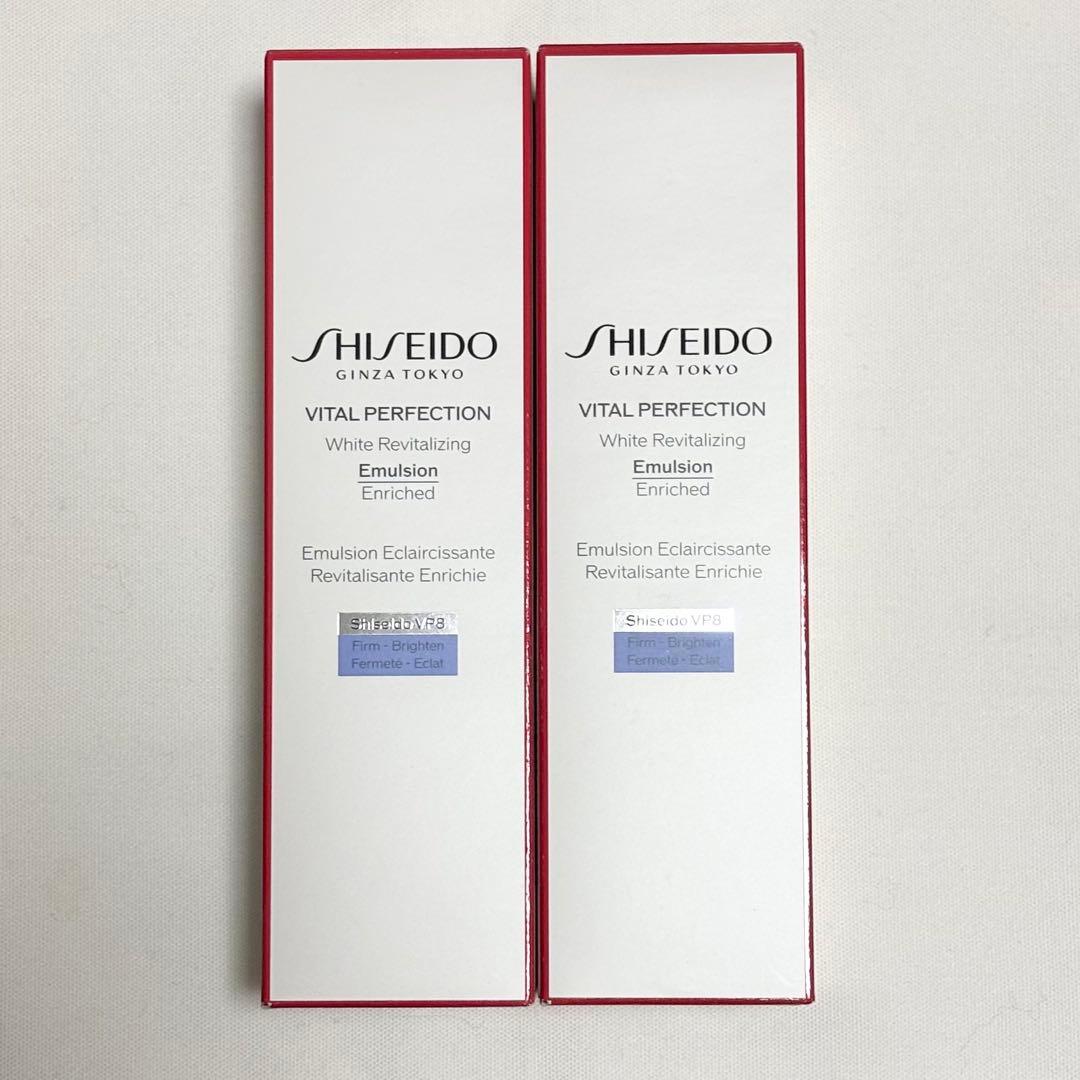 SHISEIDO
GINZA TOKYO
VITAL PERFECTION
White Revitalizing
Emulsion
Enriched
Emulsion Eclaircissante
Revitalisante Enrichie
Shiseido VP8
Firm - Brighten
Fermeté - Eclat
SHISEIDO
GINZA TOKYO
VITAL PERFECTION
White Revitalizing
Emulsion
Enriched
Emulsion Eclaircissante
Revitalisante Enrichie
Shiseido VP8
Firm - Brighten
Fermeté - Eclat